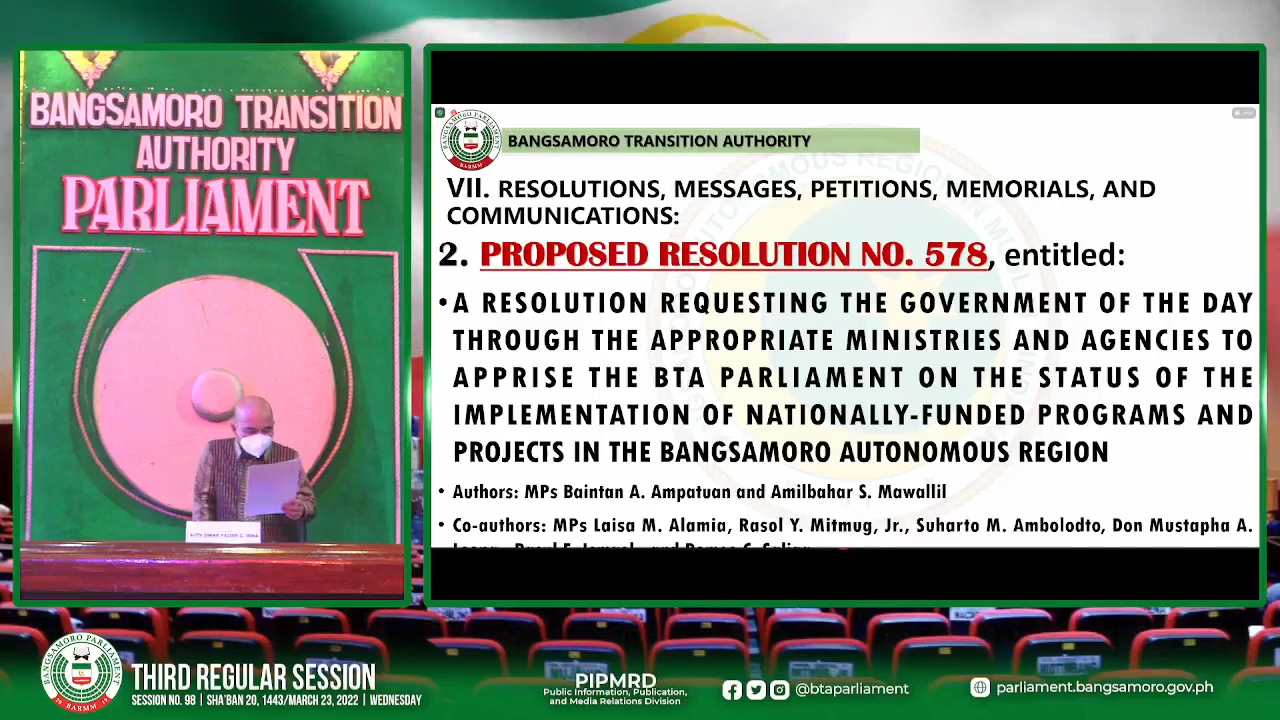 BANGSAMORO TRANSITION
AUTHORITY
PARLIAMENT
BANGSAMORO TRANSITION AUTHORITY
VII. RESOLUTIONS, MESSAGES, PETITIONS, MEMORIALS, AND
COMMUNICATIONS:
2. PROPOSED RESOLUTION NO. 578, entitled:
• A RESOLUTION REQUESTING THE GOVERNMENT OF THE DAY
THROUGH THE APPROPRIATE MINISTRIES AND AGENCIES TO
APPRISE THE BTA PARLIAMENT ON THE STATUS OF THE
IMPLEMENTATION OF NATIONALLY-FUNDED PROGRAMS AND
PROJECTS IN THE BANGSAMORO AUTONOMOUS REGION
• Authors: MPs Baintan A. Ampatuan and Amilbahar S. Mawallil
• Co-authors: MPs Laisa M. Alamia, Rasol Y. Mitmug, Jr., Suharto M. Ambolodto, Don Mustapha A.
BANGSAMORO PARLIAMENT
BARMM
THIRD REGULAR SESSION
SESSION NO. 98 | SHA'BAN 20, 1443/MARCH 23, 2022 | WEDNESDAY
PIPMRD
Public Information, Publication,
and Media Relations Division
@btaparliament
parliament.bangsamoro.gov.ph